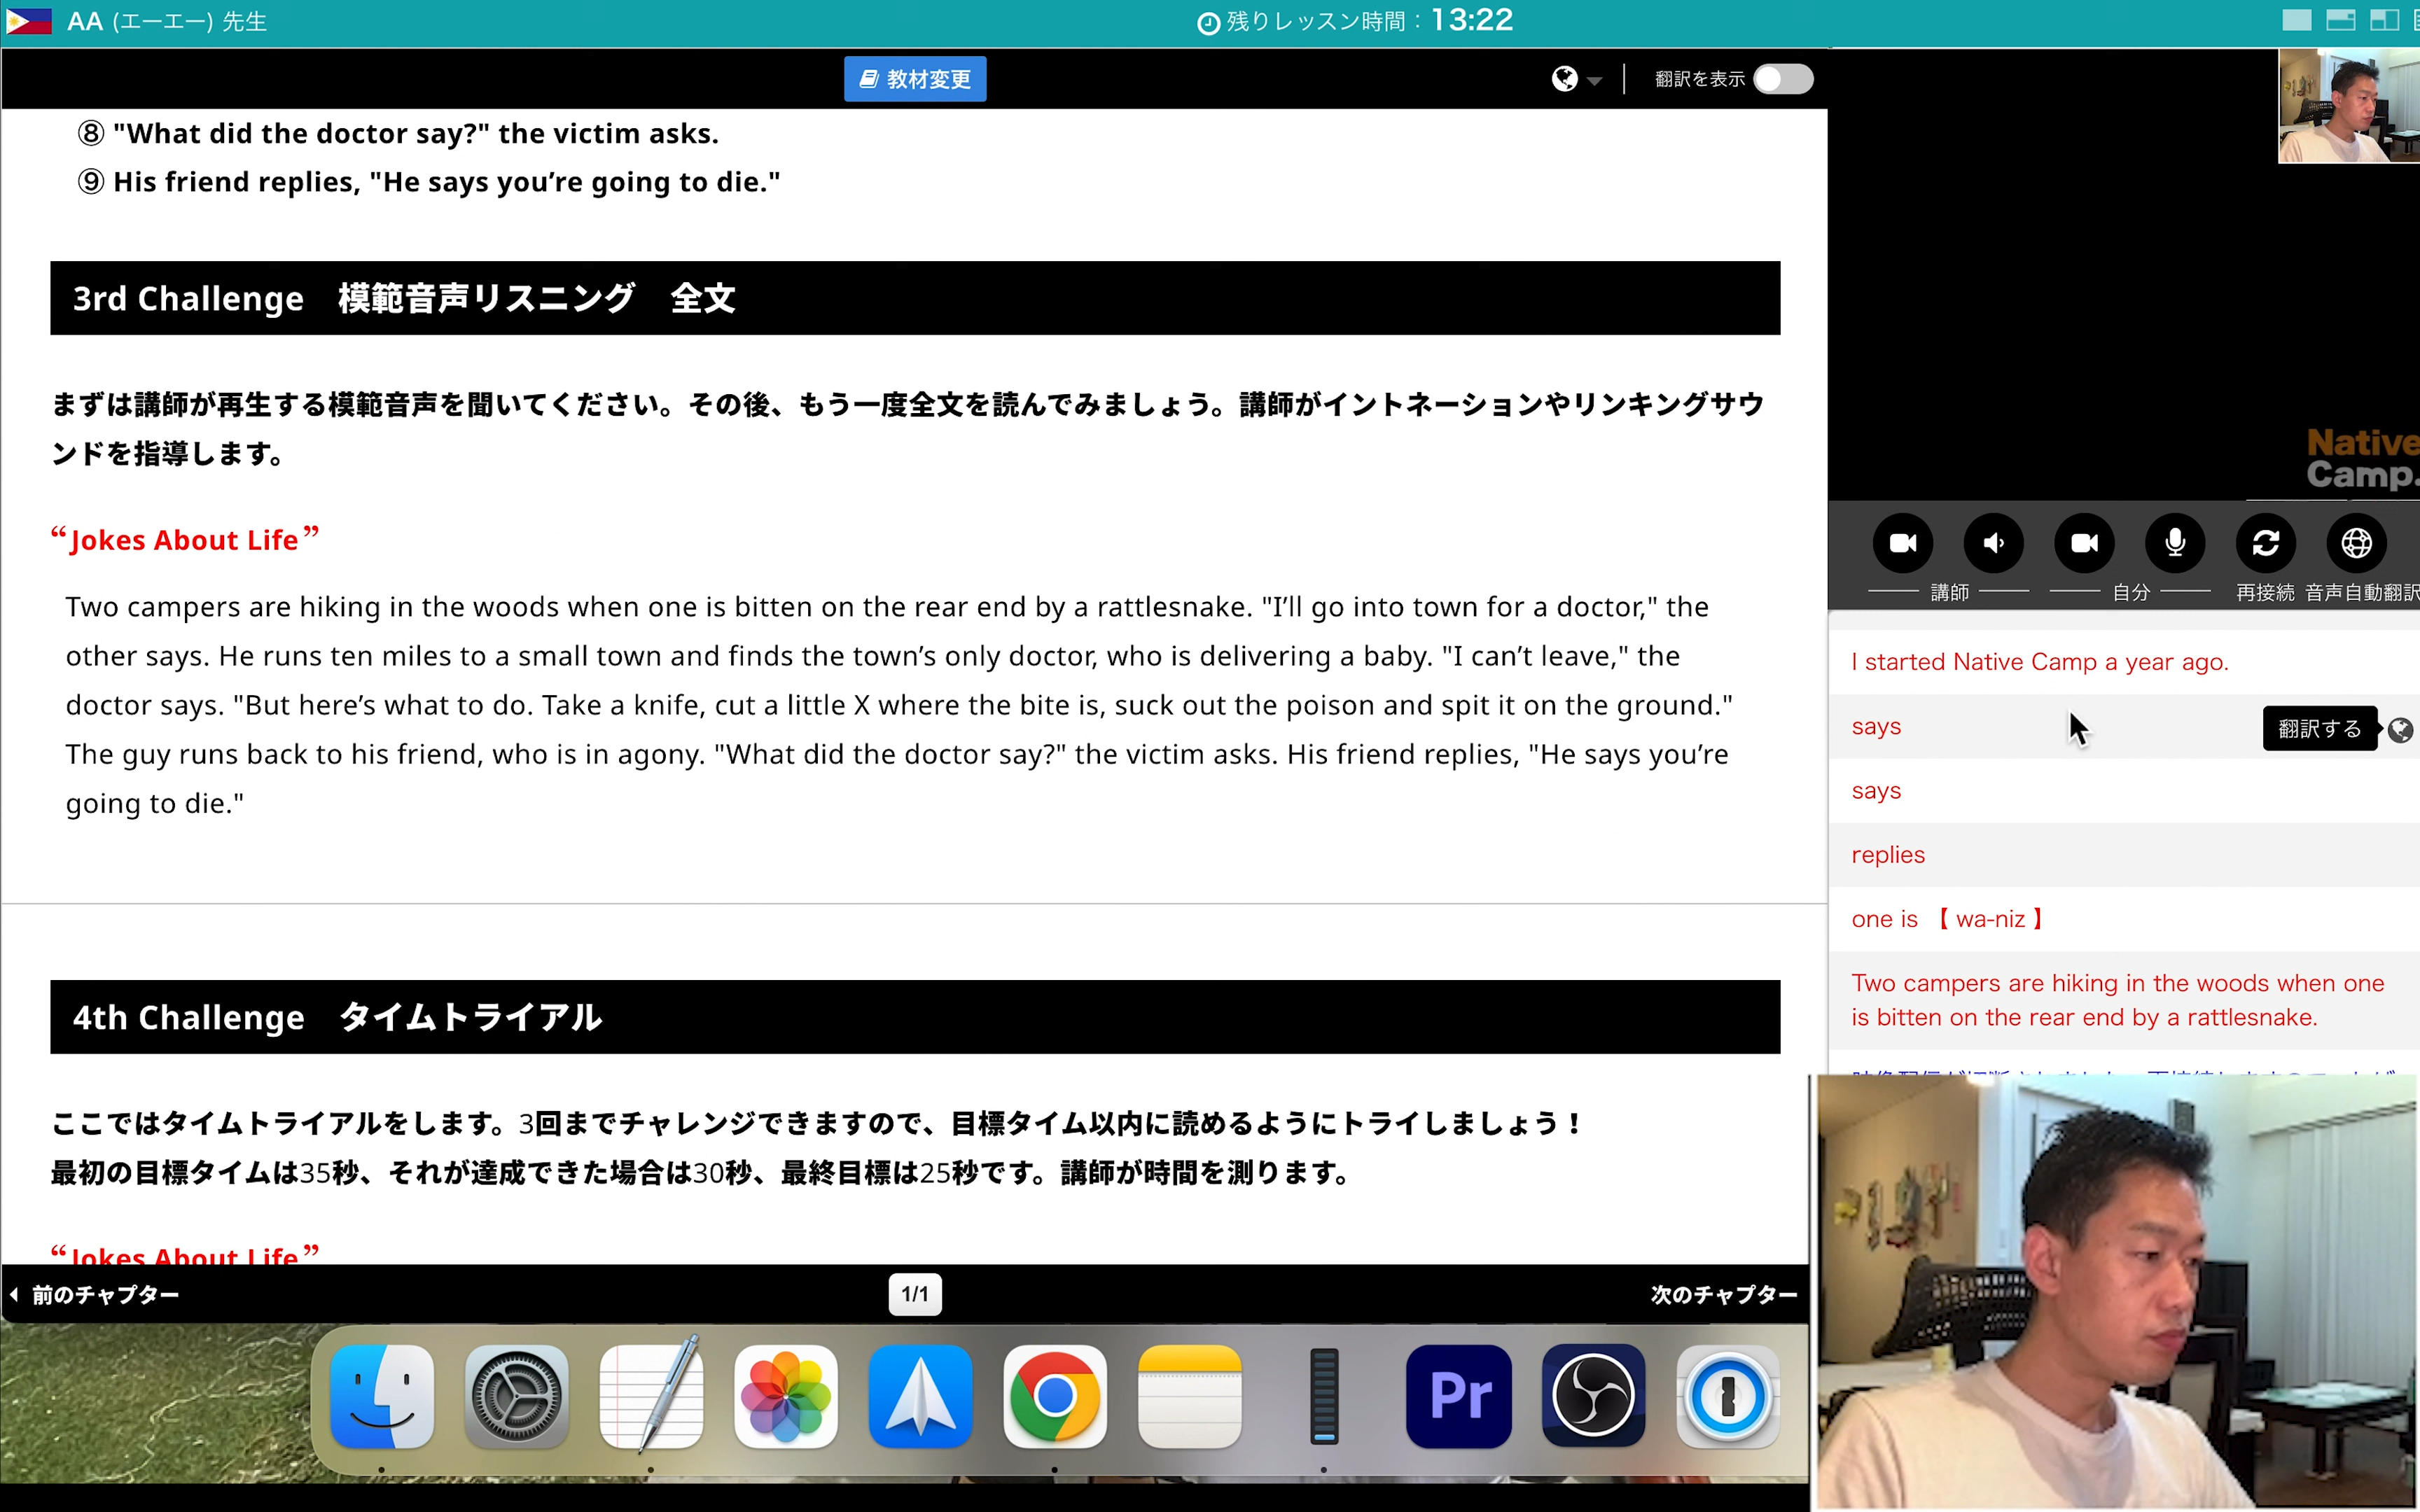 AA (エーエー) 先生
残りレッスン時間：13:22
教材変更
翻訳を表示
⑧ "What did the doctor say?" the victim asks.
⑨ His friend replies, "He says you're going to die."
3rd Challenge　模範音声リスニング　全文
まずは講師が再生する模範音声を聞いてください。その後、もう一度全文を読んでみましょう。講師がイントネーションやリンキングサウ
ンドを指導します。
“Jokes About Life”
Two campers are hiking in the woods when one is bitten on the rear end by a rattlesnake. "I’ll go into town for a doctor," the
other says. He runs ten miles to a small town and finds the town’s only doctor, who is delivering a baby. "I can’t leave," the
doctor says. "But here’s what to do. Take a knife, cut a little X where the bite is, suck out the poison and spit it on the ground."
The guy runs back to his friend, who is in agony. "What did the doctor say?" the victim asks. His friend replies, "He says you’re
going to die."
4th Challenge　タイムトライアル
ここではタイムトライアルをします。3回までチャレンジできますので、目標タイム以内に読めるようにトライしましょう！
最初の目標タイムは35秒、それが達成できた場合は30秒、最終目標は25秒です。講師が時間を測ります。
“Jokes About Life”
前のチャプター
1/1
次のチャプター
Native
Camp.
講師
自分
再接続
音声自動翻訳
I started Native Camp a year ago.
says
翻訳する
says
replies
one is 【 wa-niz 】
Two campers are hiking in the woods when one
is bitten on the rear end by a rattlesnake.
Pr